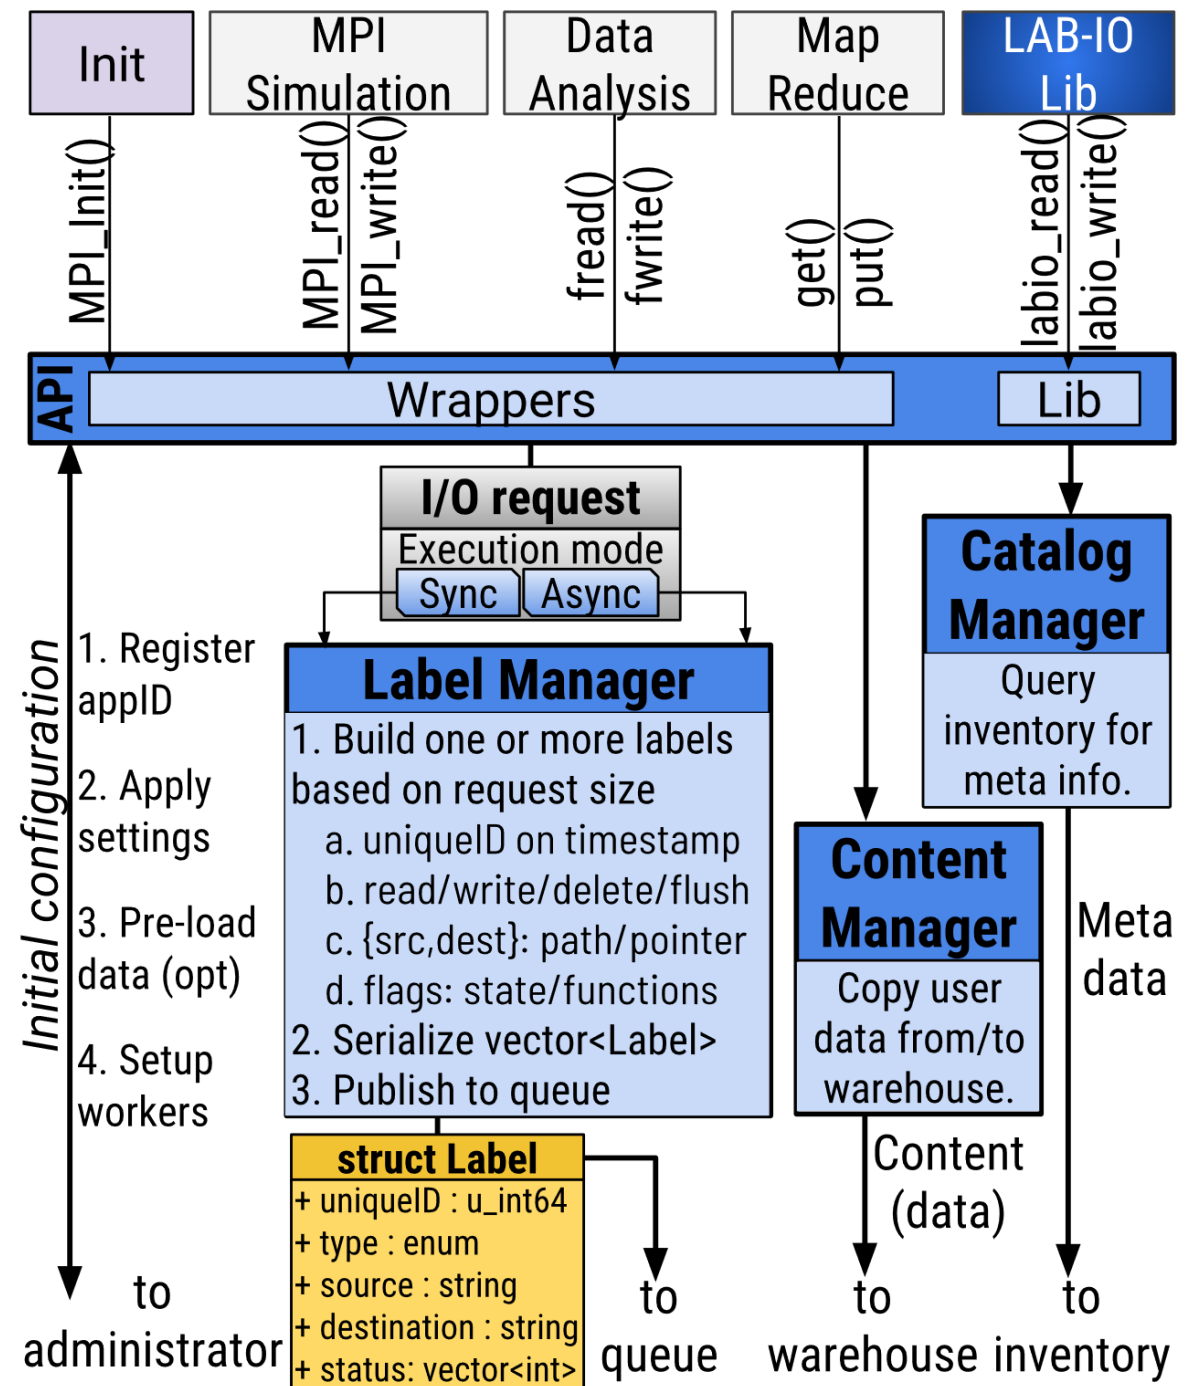 Init
MPI
Simulation
Data
Analysis
Map
Reduce
LAB-IO
Lib
MPI_Init()
MPI_read()
MPI_write()
fread()
fwrite()
get()
put()
labio_read()
labio_write()
API
Wrappers
Lib
I/O request
Execution mode
Sync
Async
Catalog
Manager
Query
inventory for
meta info.
Initial configuration
1. Register
appID
2. Apply
settings
3. Pre-load
data (opt)
4. Setup
workers
Label Manager
1. Build one or more labels
based on request size
a. uniqueID on timestamp
b. read/write/delete/flush
c. {src,dest}: path/pointer
d. flags: state/functions
2. Serialize vector<Label>
3. Publish to queue
Content
Manager
Copy user
data from/to
warehouse.
Meta
data
Content
(data)
struct Label
+ uniqueID : u_int64
+ type : enum
+ source : string
+ destination : string
+ status: vector<int>
to
administrator
to
queue
to
warehouse
to
inventory